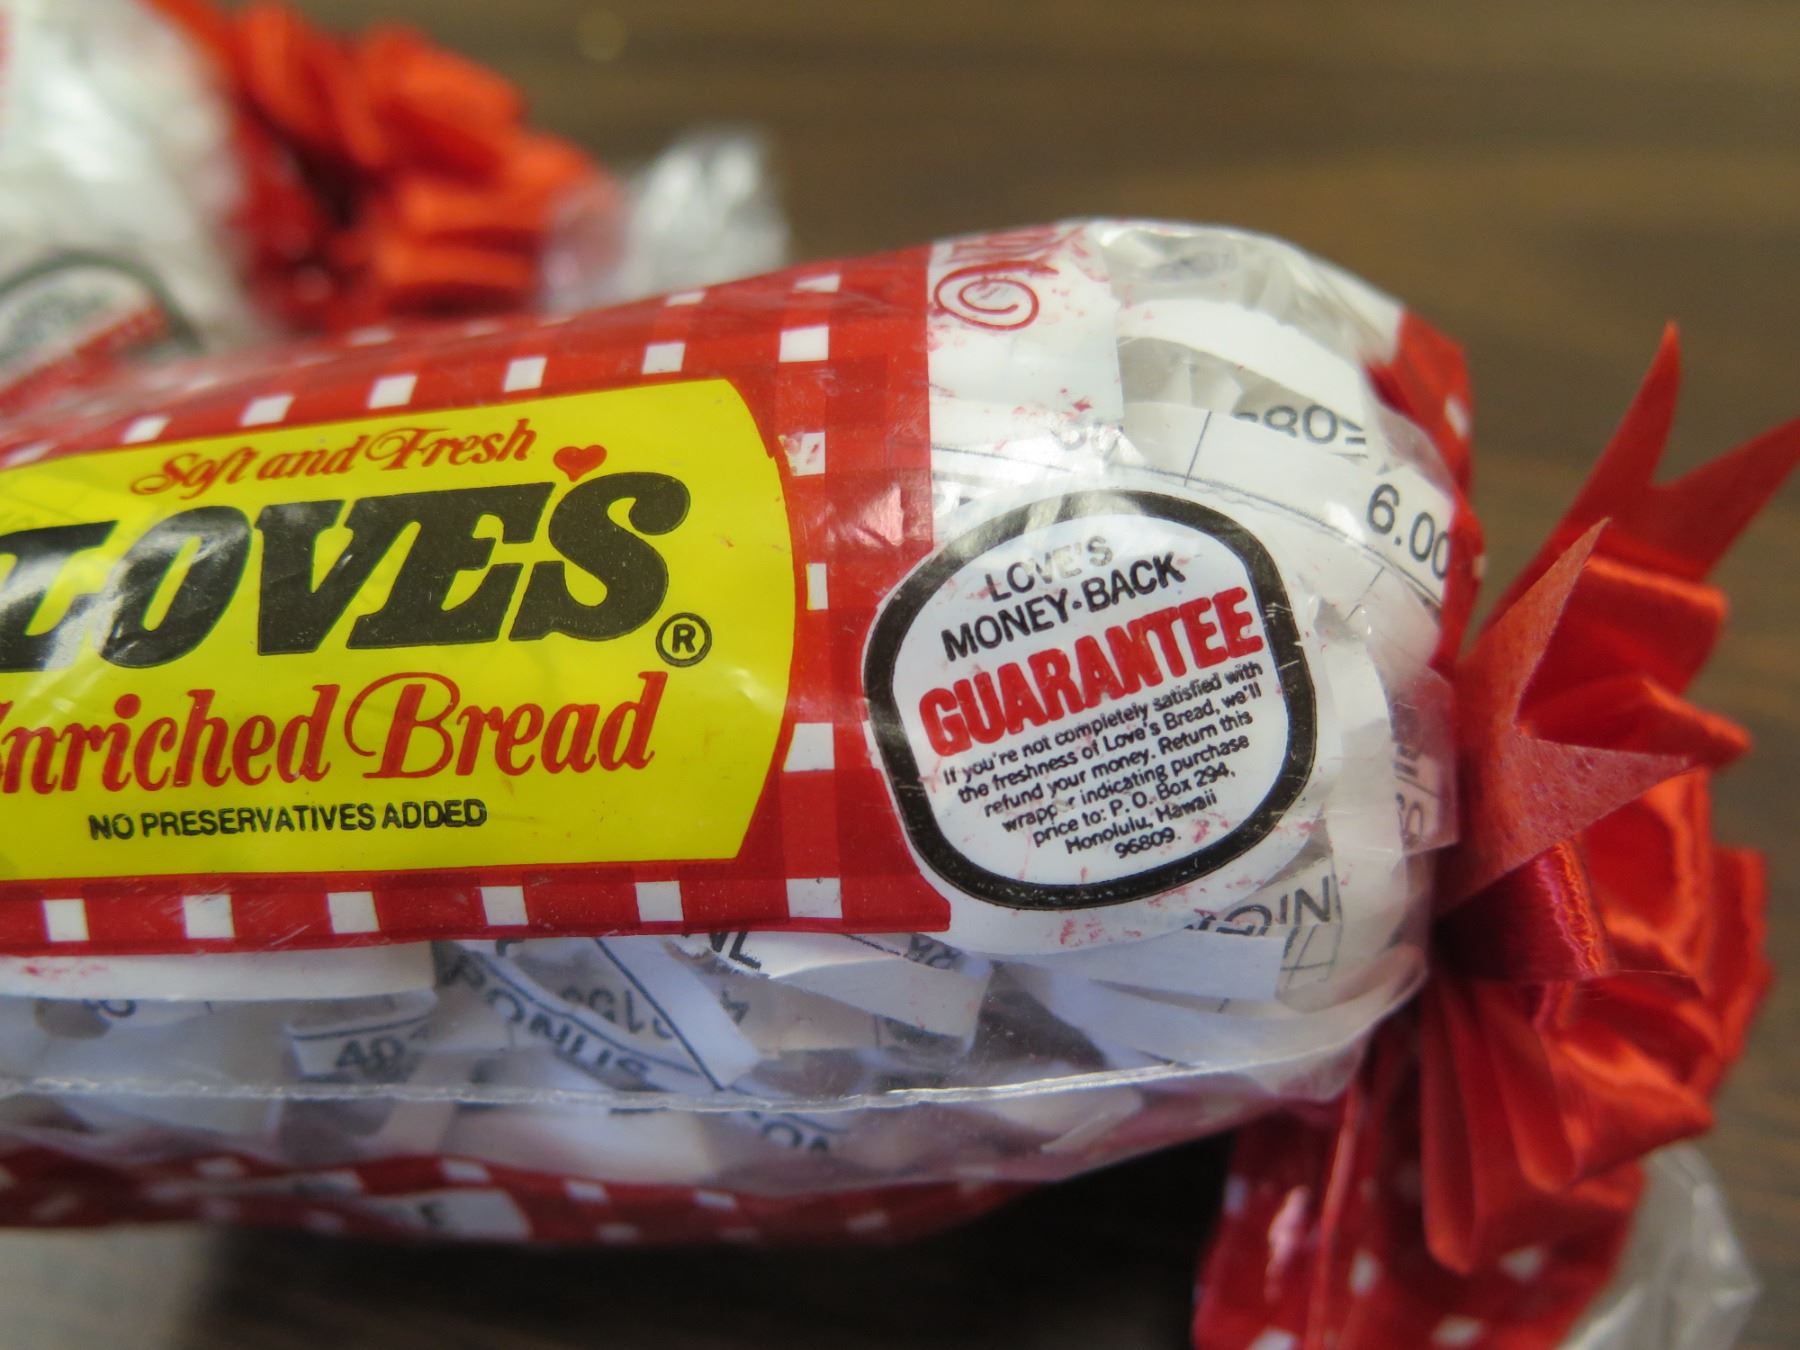 Soft and Fresh
LOVE'S®
Enriched Bread
NO PRESERVATIVES ADDED
LOVE'S
MONEY-BACK
GUARANTEE
If you're not completely satisfied with
the freshness of Love's Bread, we'll
refund your money. Return this
wrapper indicating purchase
price to: P.O. Box 294,
Honolulu, Hawaii
96809.
6.00